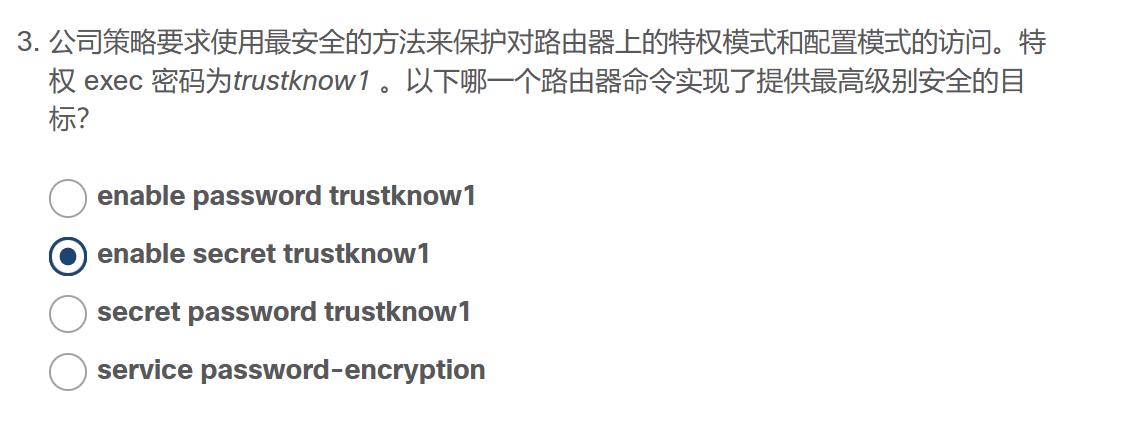 3. 公司策略要求使用最安全的方法来保护对路由器上的特权模式和配置模式的访问。特
权 exec 密码为trustknow1 。以下哪一个路由器命令实现了提供最高级别安全的目
标？
enable password trustknow1
enable secret trustknow1
secret password trustknow1
service password-encryption